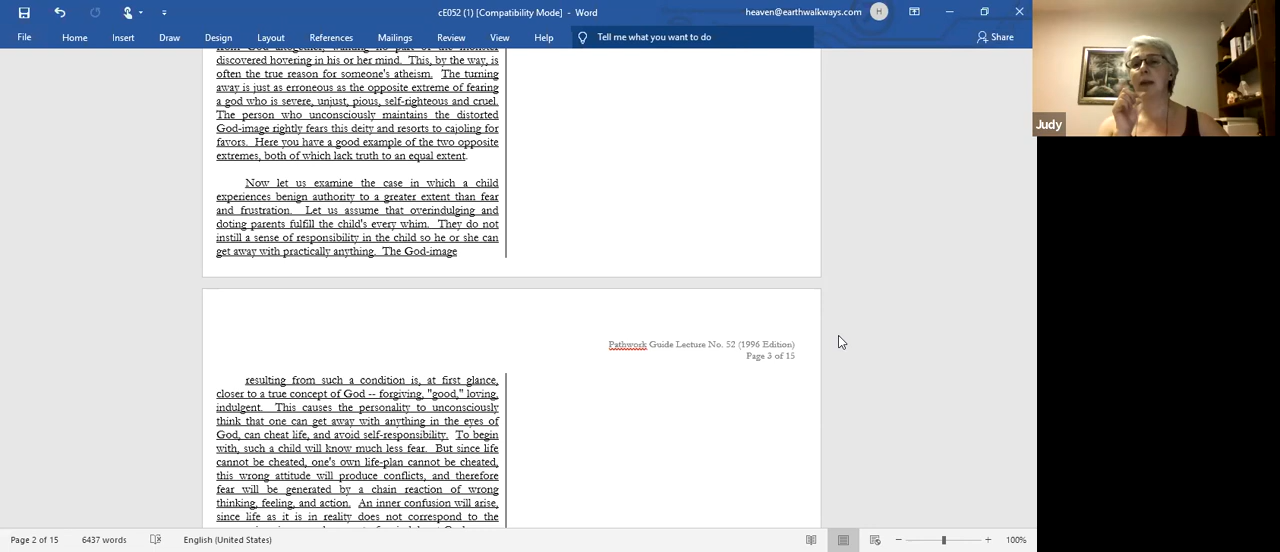 cE052 (1) [Compatibility Mode] - Word
heaven@earthwalkways.com
H
File
Home
Insert
Draw
Design
Layout
References
Mailings
Review
View
Help
Tell me what you want to do
Share
Judy
discovered hovering in his or her mind. This, by the way, is
often the true reason for someone's atheism. The turning
away is just as erroneous as the opposite extreme of fearing
a god who is severe, unjust, pious, self-righteous and cruel.
The person who unconsciously maintains the distorted
God-image rightly fears this deity and resorts to cajoling for
favors. Here you have a good example of the two opposite
extremes, both of which lack truth to an equal extent.
Now let us examine the case in which a child
experiences benign authority to a greater extent than fear
and frustration. Let us assume that overindulging and
doting parents fulfill the child's every whim. They do not
instill a sense of responsibility in the child so he or she can
get away with practically anything. The God-image
Pathwork Guide Lecture No. 52 (1996 Edition)
Page 3 of 15
resulting from such a condition is, at first glance,
closer to a true concept of God -- forgiving, "good," loving,
indulgent. This causes the personality to unconsciously
think that one can get away with anything in the eyes of
God, can cheat life, and avoid self-responsibility. To begin
with, such a child will know much less fear. But since life
cannot be cheated, one's own life-plan cannot be cheated,
this wrong attitude will produce conflicts, and therefore
fear will be generated by a chain reaction of wrong
thinking, feeling, and action. An inner confusion will arise,
since life as it is in reality does not correspond to the
Page 2 of 15
6437 words
English (United States)
100%